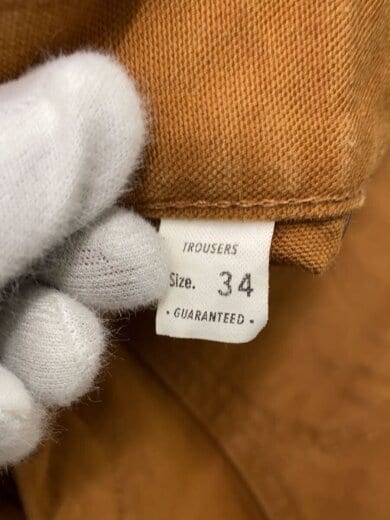 TROUSERS
Size. 34
• GUARANTEED •